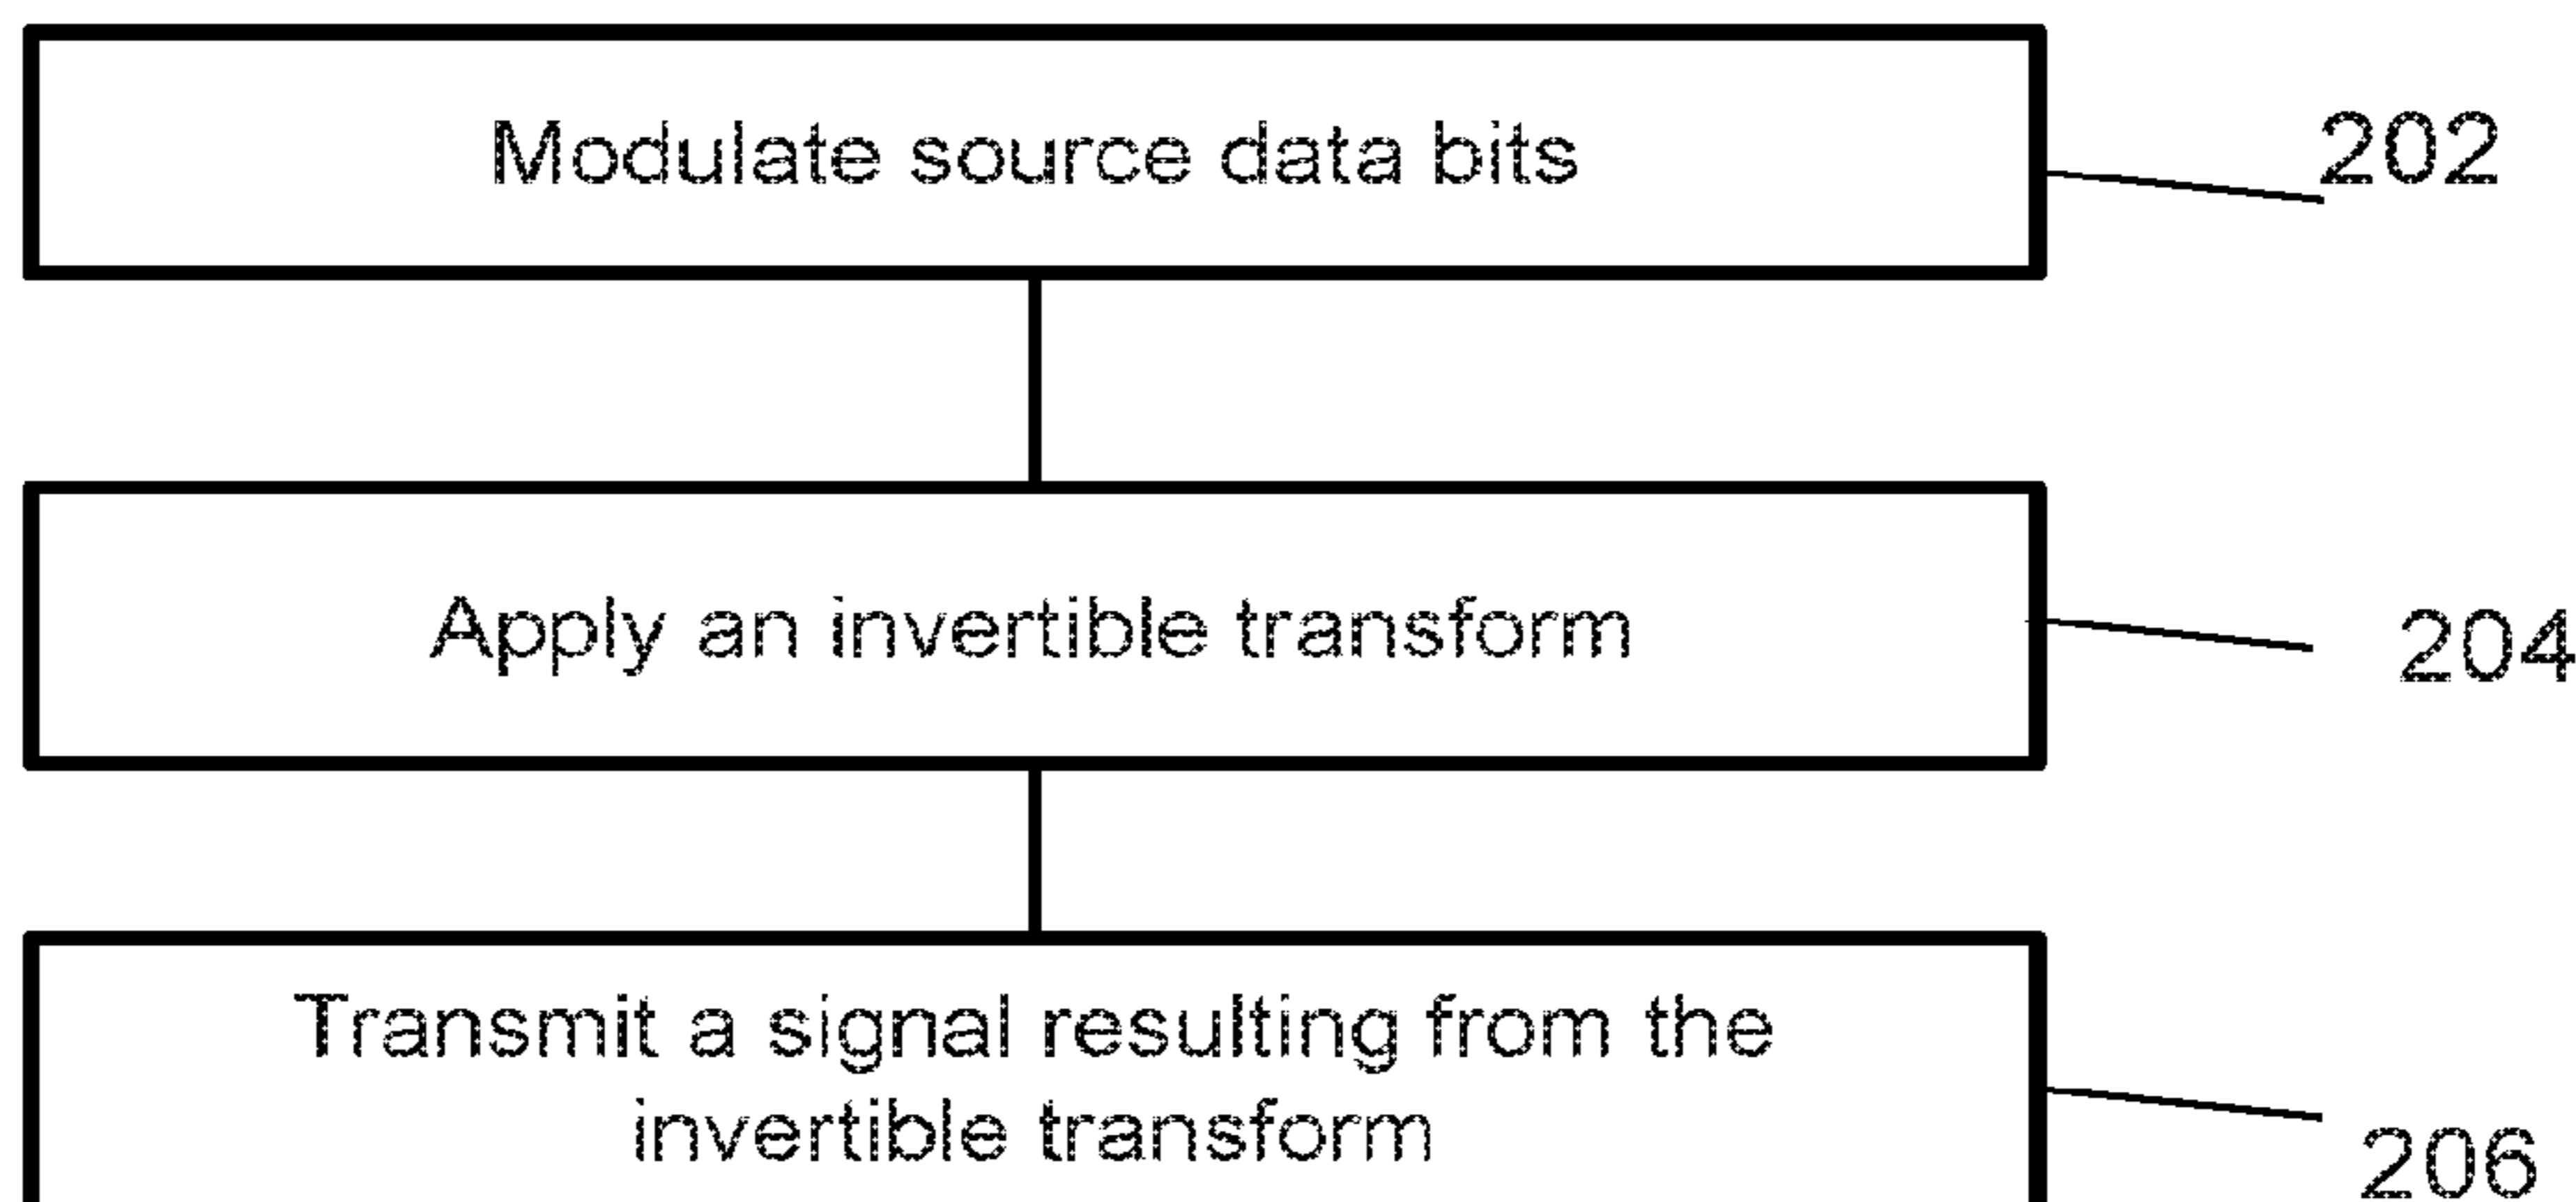 Modulate source data bits
202
Apply an invertible transform
204
Transmit a signal resulting from the
invertible transform
206